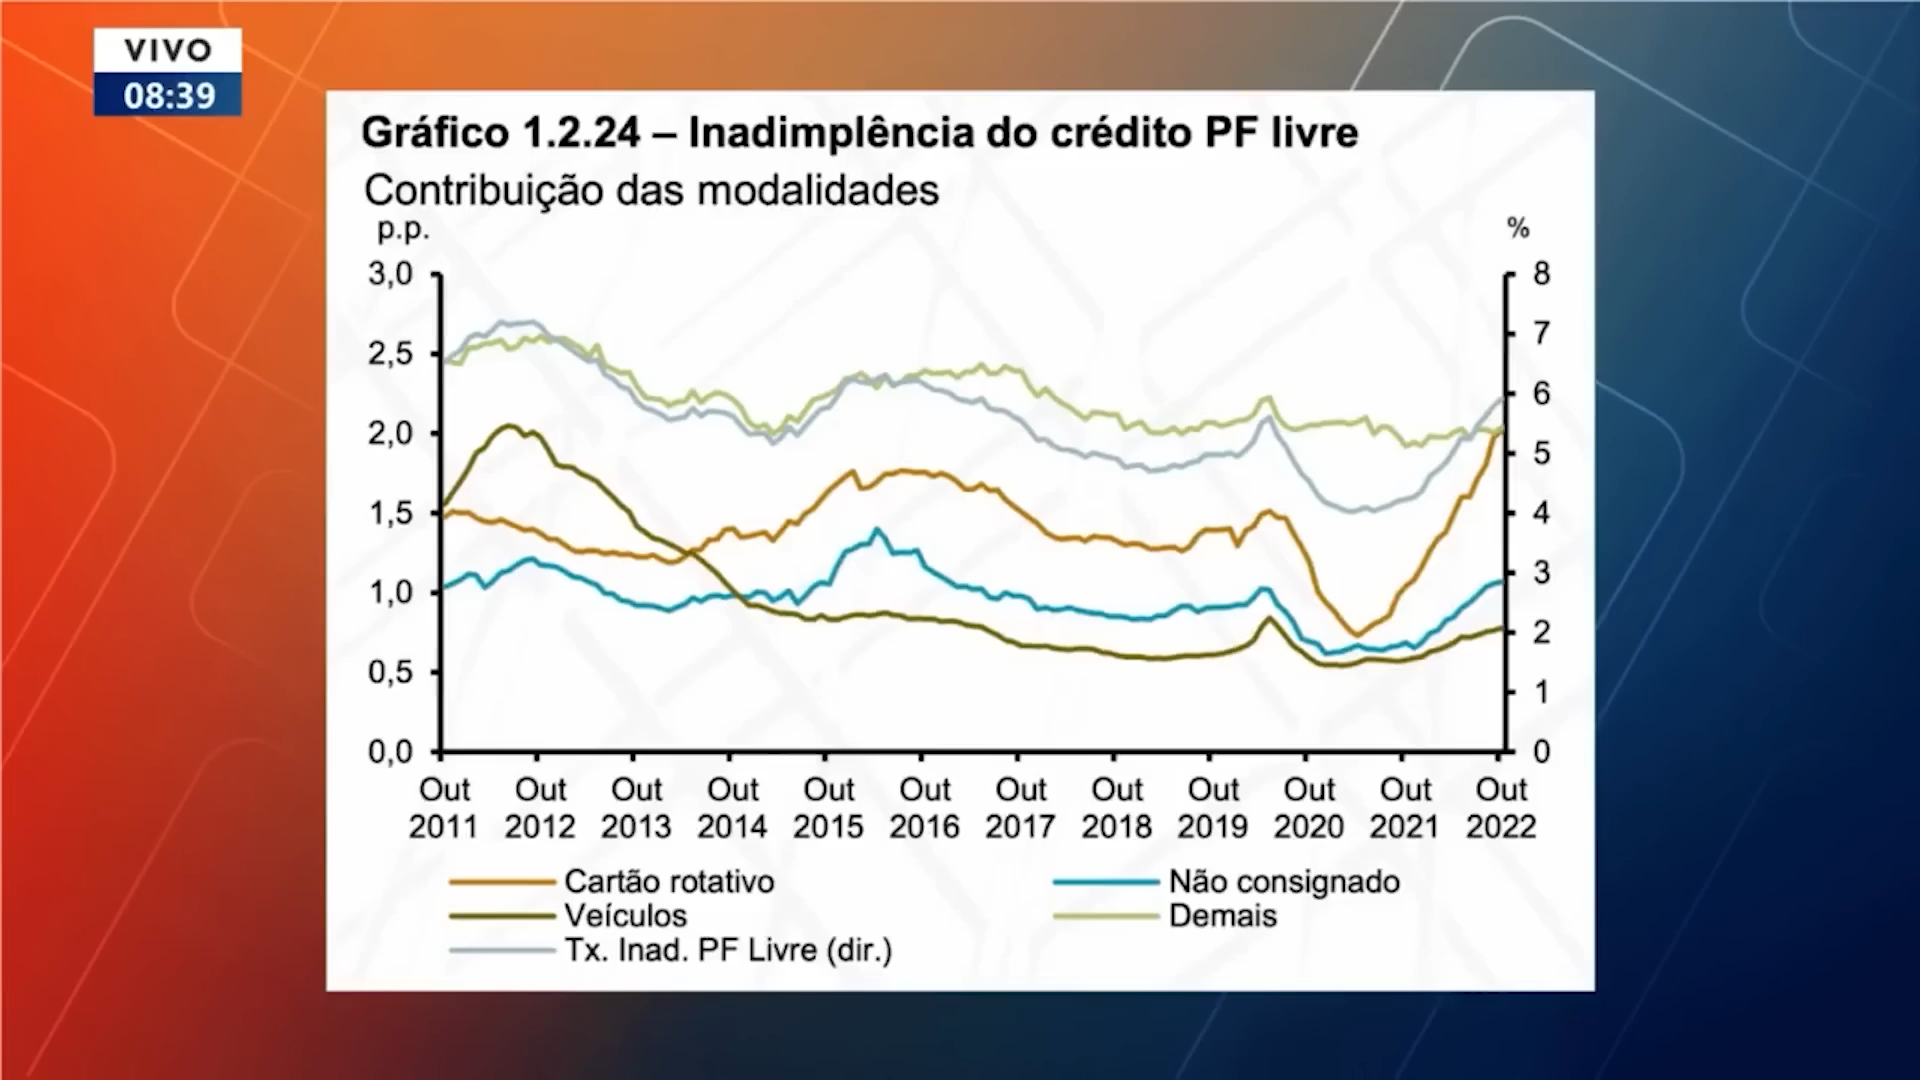 VIVO
08:39
Gráfico 1.2.24 – Inadimplência do crédito PF livre
Contribuição das modalidades
p.p.
%
3,0
8
7
2,5
6
2,0
5
1,5
4
1,0
3
2
0,5
1
0,0
0
Out Out Out Out Out Out Out Out Out Out Out Out
2011 2012 2013 2014 2015 2016 2017 2018 2019 2020 2021 2022
Cartão rotativo
Não consignado
Veículos
Demais
Tx. Inad. PF Livre (dir.)